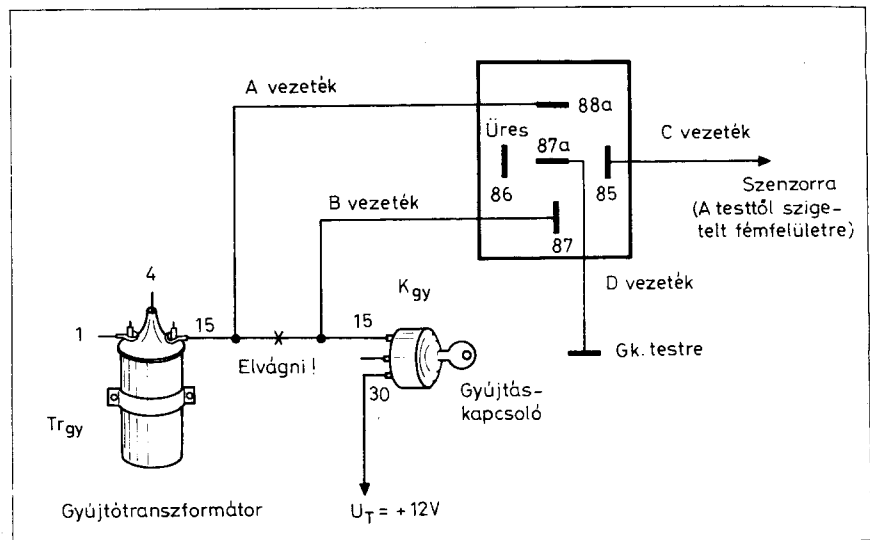 A vezeték
88a
Üres
87a
C vezeték
86
85
Szenzorra
(A testtől szige-
telt fémfelületre)
B vezeték
87
D vezeték
4
Kgy
1
15
15
Elvágni!
Gk. testre
30
Gyújtás-
kapcsoló
Trgy
Gyújtótranszformátor
UT = +12V